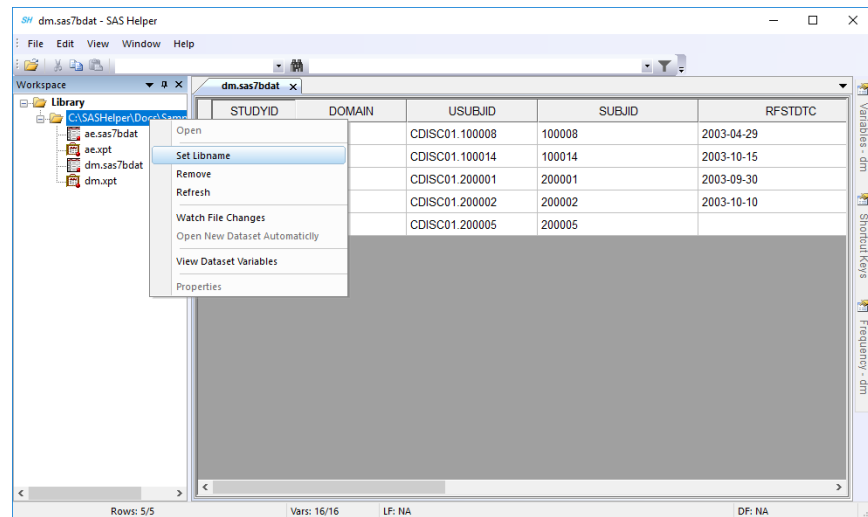 SH dm.sas7bdat - SAS Helper
File Edit View Window Help
Workspace
dm.sas7bdat
Library
C:\SASHelper\Docs\Samp
ae.sas7bdat
ae.xpt
dm.sas7bdat
dm.xpt
Open
Set Libname
Remove
Refresh
Watch File Changes
Open New Dataset Automaticlly
View Dataset Variables
Properties
STUDYID DOMAIN USUBJID SUBJID RFSTDTC
CDISC01.100008 100008 2003-04-29
CDISC01.100014 100014 2003-10-15
CDISC01.200001 200001 2003-09-30
CDISC01.200002 200002 2003-10-10
CDISC01.200005 200005
Variables - dm
Shortcut Keys
Frequency - dm
Rows: 5/5 Vars: 16/16 LF: NA DF: NA